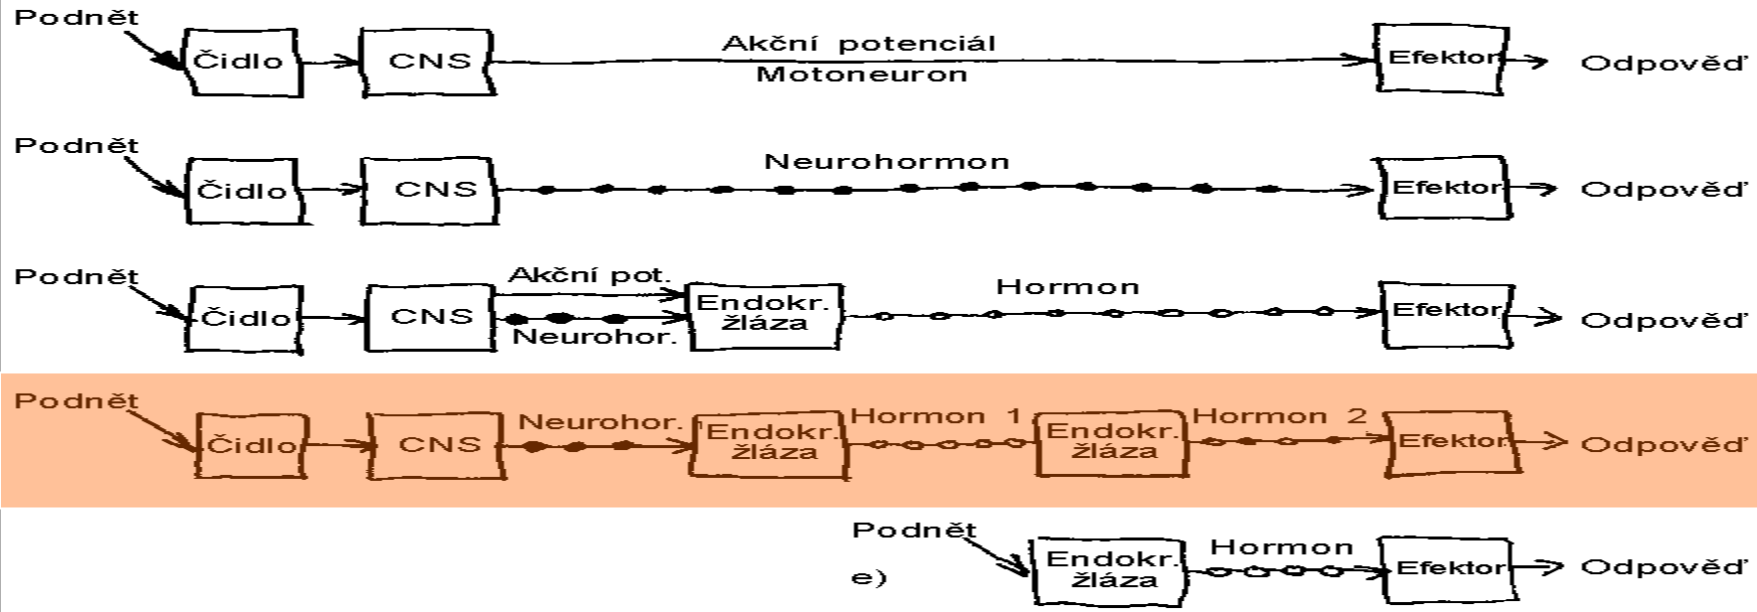 Podnět
Čidlo CNS Akční potenciál Motoneuron Efektor Odpověď
Podnět
Čidlo CNS Neurohormon Efektor Odpověď
Podnět
Čidlo CNS Akční pot. Neurohor. Endokr. žláza Hormon Efektor Odpověď
Podnět
Čidlo CNS Neurohor. Endokr. žláza Hormon 1 Endokr. žláza Hormon 2 Efektor Odpověď
Podnět
e) Endokr. žláza Hormon Efektor Odpověď